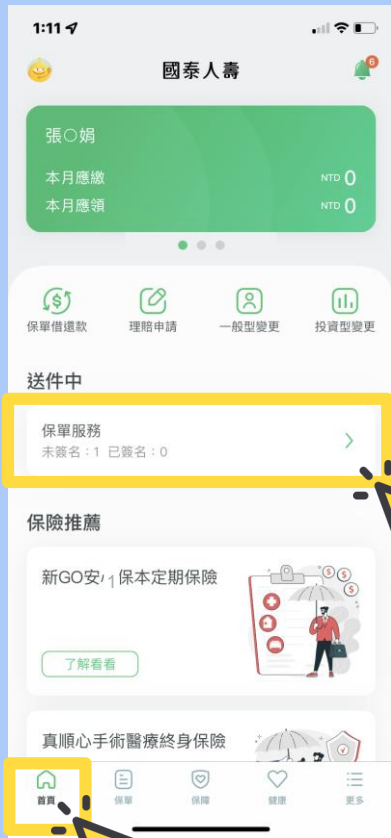 1:11
國泰人壽
6
張○娟
本月應繳 NTD 0
本月應領 NTD 0
保單借還款 理賠申請 一般型變更 投資型變更
送件中
保單服務
未簽名：1 已簽名：0
保險推薦
新GO安心保本定期保險
了解看看
真順心手術醫療終身保險
首頁 保單 保障 健康 更多